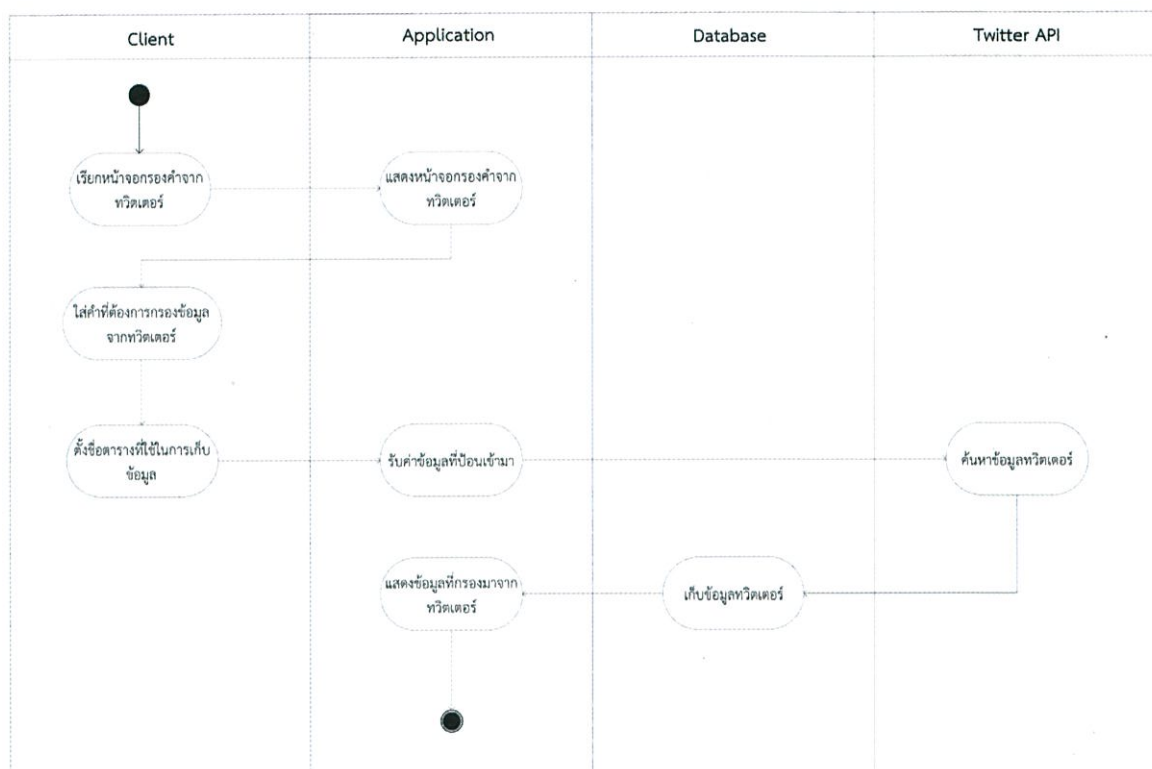 Client
Application
Database
Twitter API
เรียกหน้าจอกรองคำจาก
ทวิตเตอร์
แสดงหน้าจอกรองคำจาก
ทวิตเตอร์
ใส่คำที่ต้องการกรองข้อมูล
จากทวิตเตอร์
ตั้งชื่อตารางที่ใช้ในการเก็บ
ข้อมูล
รับค่าข้อมูลที่ป้อนเข้ามา
ค้นหาข้อมูลทวิตเตอร์
แสดงข้อมูลที่กรองมาจาก
ทวิตเตอร์
เก็บข้อมูลทวิตเตอร์